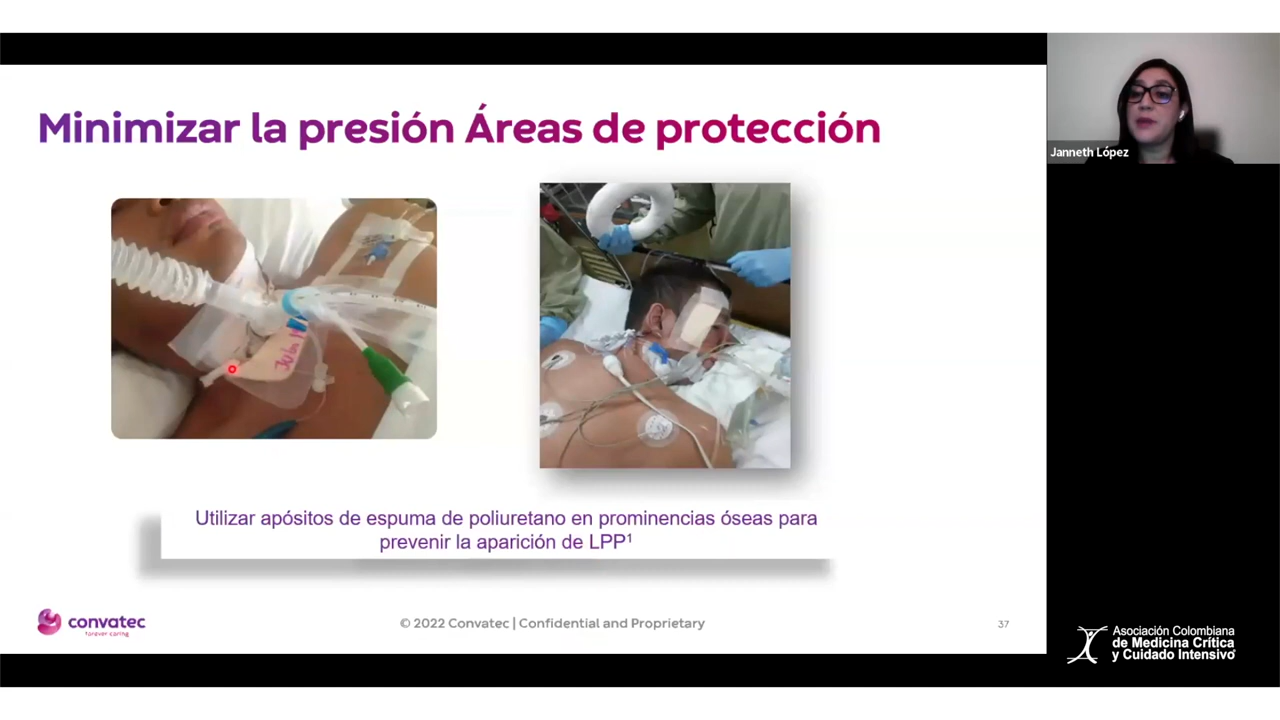 Minimizar la presión Áreas de protección
Janneth López
Utilizar apósitos de espuma de poliuretano en prominencias óseas para
prevenir la aparición de LPP¹
convatec
forever caring
© 2022 Convatec | Confidential and Proprietary
37
Asociación Colombiana
de Medicina Crítica
y Cuidado Intensivo